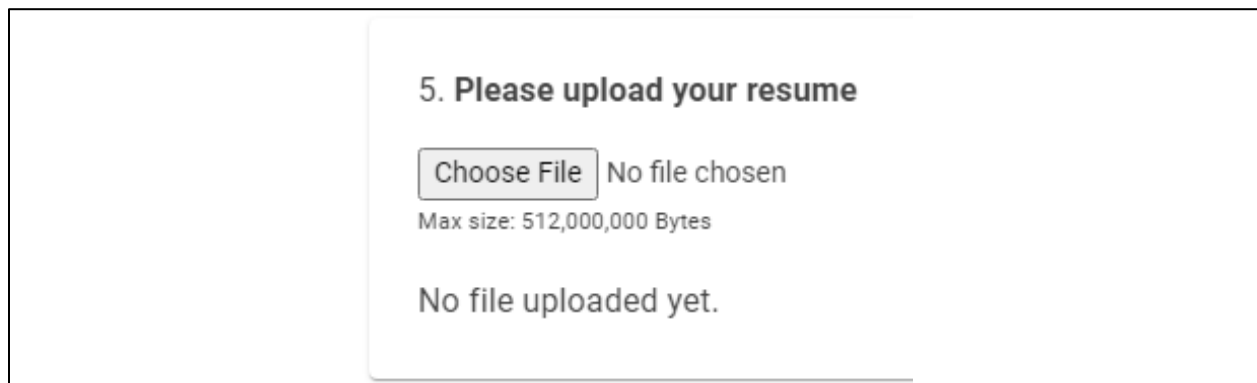 5. Please upload your resume
Choose File No file chosen
Max size: 512,000,000 Bytes
No file uploaded yet.